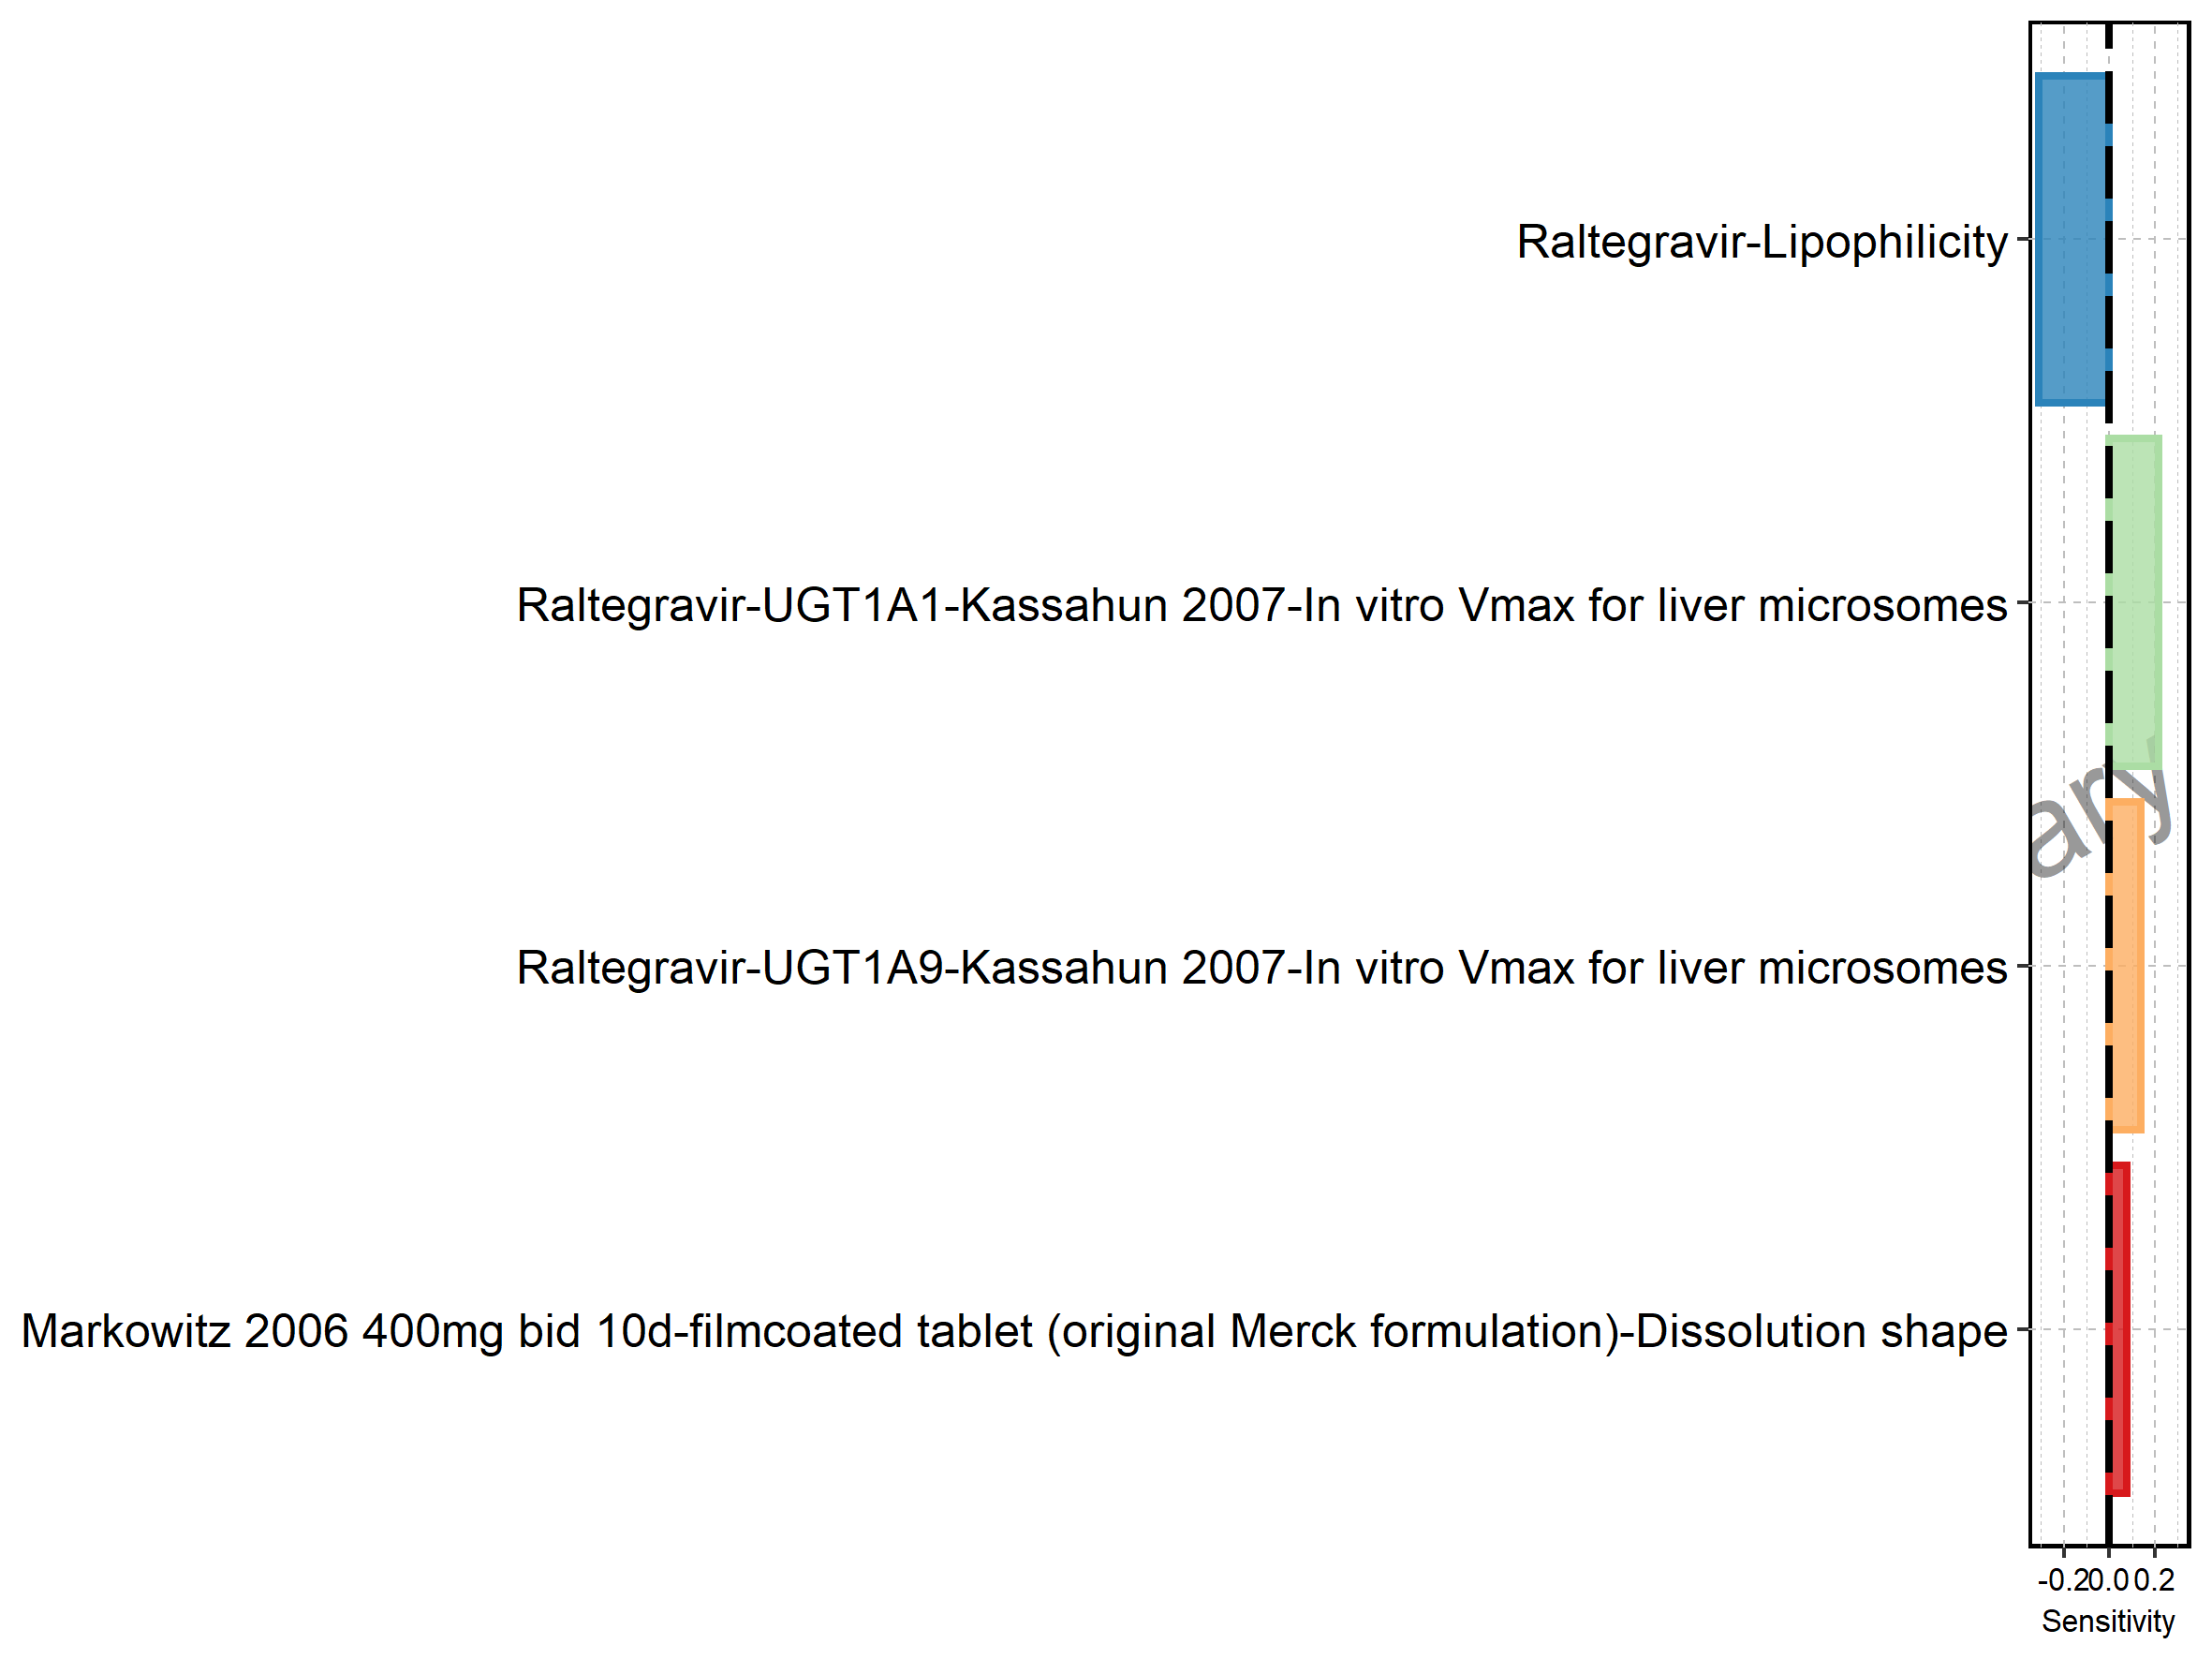 Raltegravir-Lipophilicity
Raltegravir-UGT1A1-Kassahun 2007-In vitro Vmax for liver microsomes
ary
Raltegravir-UGT1A9-Kassahun 2007-In vitro Vmax for liver microsomes
Markowitz 2006 400mg bid 10d-filmcoated tablet (original Merck formulation)-Dissolution shape
-0.2 0.0 0.2
Sensitivity